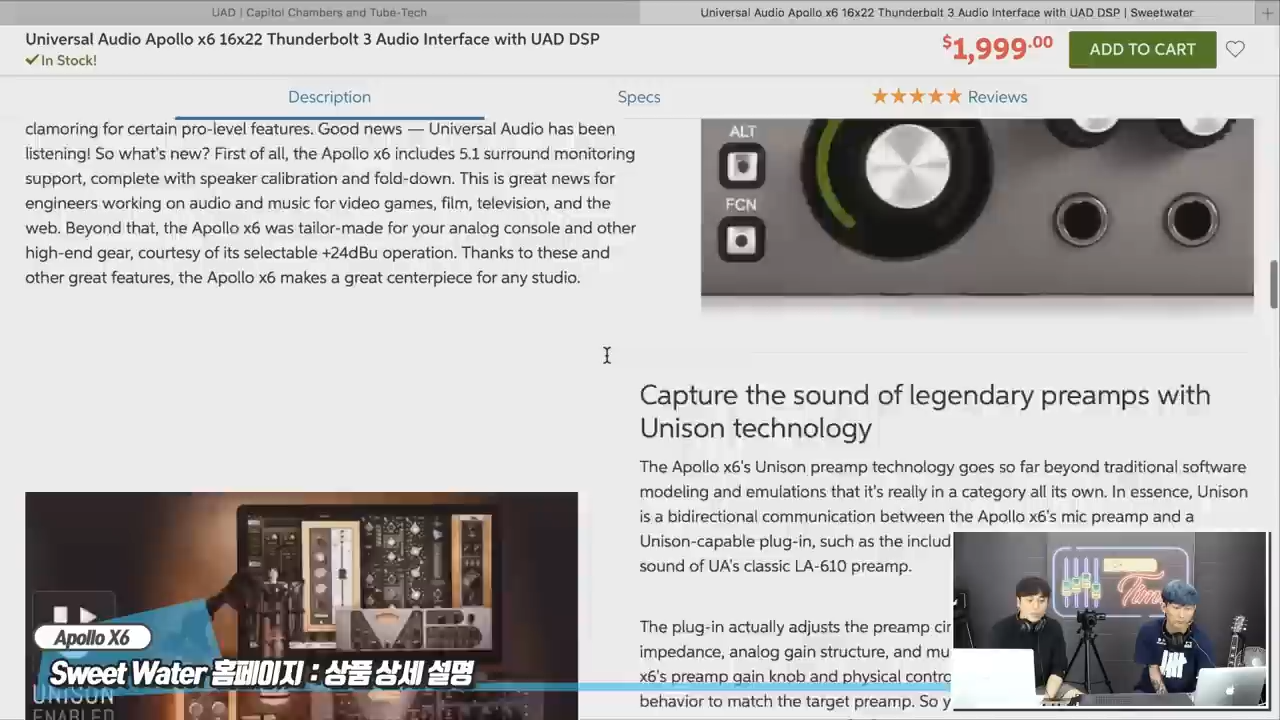 UAD | Capitol Chambers and Tube-Tech
Universal Audio Apollo x6 16x22 Thunderbolt 3 Audio Interface with UAD DSP | Sweetwater
Universal Audio Apollo x6 16x22 Thunderbolt 3 Audio Interface with UAD DSP
$1,999.00
ADD TO CART
In Stock!
Description
Specs
Reviews
clamoring for certain pro-level features. Good news — Universal Audio has been
listening! So what's new? First of all, the Apollo x6 includes 5.1 surround monitoring
support, complete with speaker calibration and fold-down. This is great news for
engineers working on audio and music for video games, film, television, and the
web. Beyond that, the Apollo x6 was tailor-made for your analog console and other
high-end gear, courtesy of its selectable +24dBu operation. Thanks to these and
other great features, the Apollo x6 makes a great centerpiece for any studio.
ALT
FCN
Capture the sound of legendary preamps with
Unison technology
The Apollo x6's Unison preamp technology goes so far beyond traditional software
modeling and emulations that it's really in a category all its own. In essence, Unison
is a bidirectional communication between the Apollo x6's mic preamp and a
Unison-capable plug-in, such as the includ
sound of UA's classic LA-610 preamp.
The plug-in actually adjusts the preamp cir
impedance, analog gain structure, and mu
x6's preamp gain knob and physical contro
behavior to match the target preamp. So y
Apollo X6
Sweet Water 홈페이지 : 상품 상세 설명
UNISON
ENABLED
Time